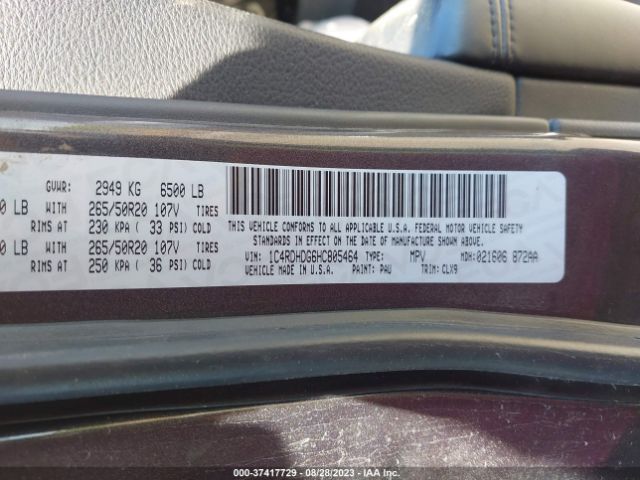 GVWR: 2949 KG 6500 LB
0 LB WITH 265/50R20 107V TIRES
RIMS AT 230 KPA ( 33 PSI) COLD
0 LB WITH 265/50R20 107V TIRES
RIMS AT 250 KPA ( 36 PSI) COLD
THIS VEHICLE CONFORMS TO ALL APPLICABLE U.S.A. FEDERAL MOTOR VEHICLE SAFETY
STANDARDS IN EFFECT ON THE DATE OF MANUFACTURE SHOWN ABOVE.
VIN: 1C4RDHDG6HC805464 TYPE: MPV MDH:021606 872AA
MADE IN U.S.A. PAINT: PAU TRIM: CLX9
000-37417729 - 08/28/2023 - IAA Inc.